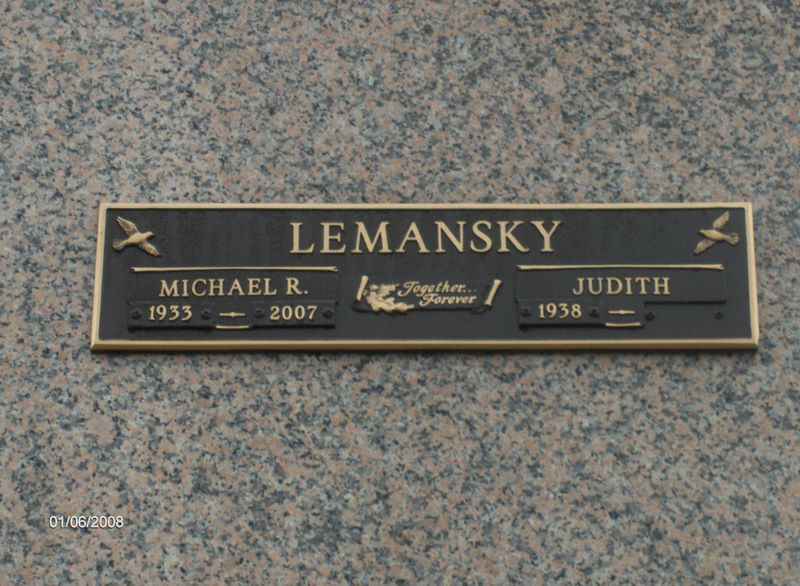 LEMANSKY
MICHAEL R.
1933 – 2007
Together...
Forever
JUDITH
1938 –
01/06/2008